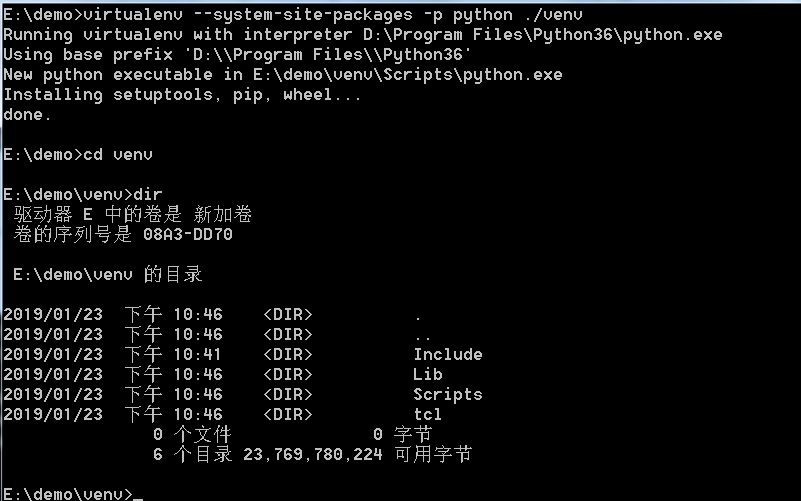 E:\demo>virtualenv --system-site-packages -p python ./venv
Running virtualenv with interpreter D:\Program Files\Python36\python.exe
Using base prefix 'D:\\Program Files\\Python36'
New python executable in E:\demo\venv\Scripts\python.exe
Installing setuptools, pip, wheel...
done.
E:\demo>cd venv
E:\demo\venv>dir
驱动器 E 中的卷是 新加卷
卷的序列号是 08A3-DD70
E:\demo\venv 的目录
2019/01/23 下午 10:46 <DIR> .
2019/01/23 下午 10:46 <DIR> ..
2019/01/23 下午 10:41 <DIR> Include
2019/01/23 下午 10:46 <DIR> Lib
2019/01/23 下午 10:46 <DIR> Scripts
2019/01/23 下午 10:46 <DIR> tcl
0 个文件 0 字节
6 个目录 23,769,780,224 可用字节
E:\demo\venv>_